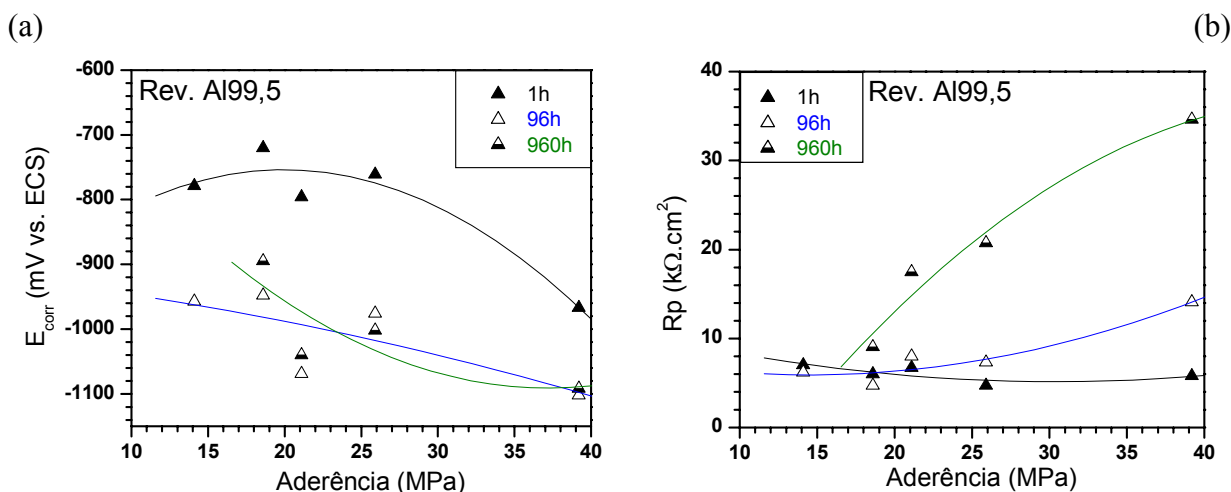 (a)
(b)
-600
-700
-800
-900
-1000
-1100
E_corr (mV vs. ECS)
Rev. Al99,5
1h
96h
960h
10 15 20 25 30 35 40
Aderência (MPa)
40
30
20
10
0
Rp (kΩ.cm²)
1h
96h
960h
Rev. Al99,5
10 15 20 25 30 35 40
Aderência (MPa)